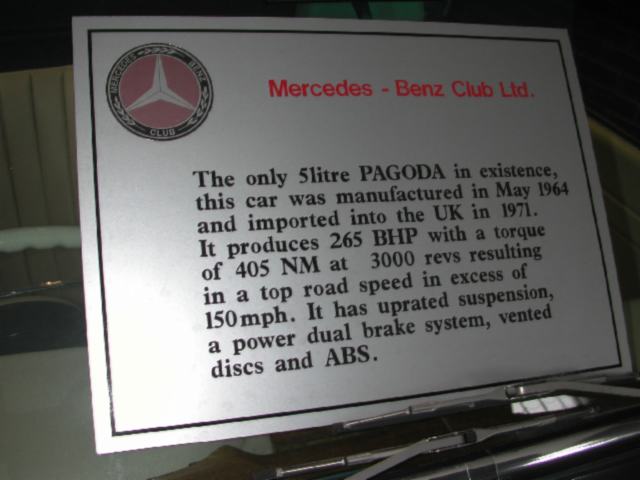 MERCEDES BENZ
CLUB
Mercedes - Benz Club Ltd.
The only 5litre PAGODA in existence,
this car was manufactured in May 1964
and imported into the UK in 1971.
It produces 265 BHP with a torque
of 405 NM at 3000 revs resulting
in a top road speed in excess of
150mph. It has uprated suspension,
a power dual brake system, vented
discs and ABS.